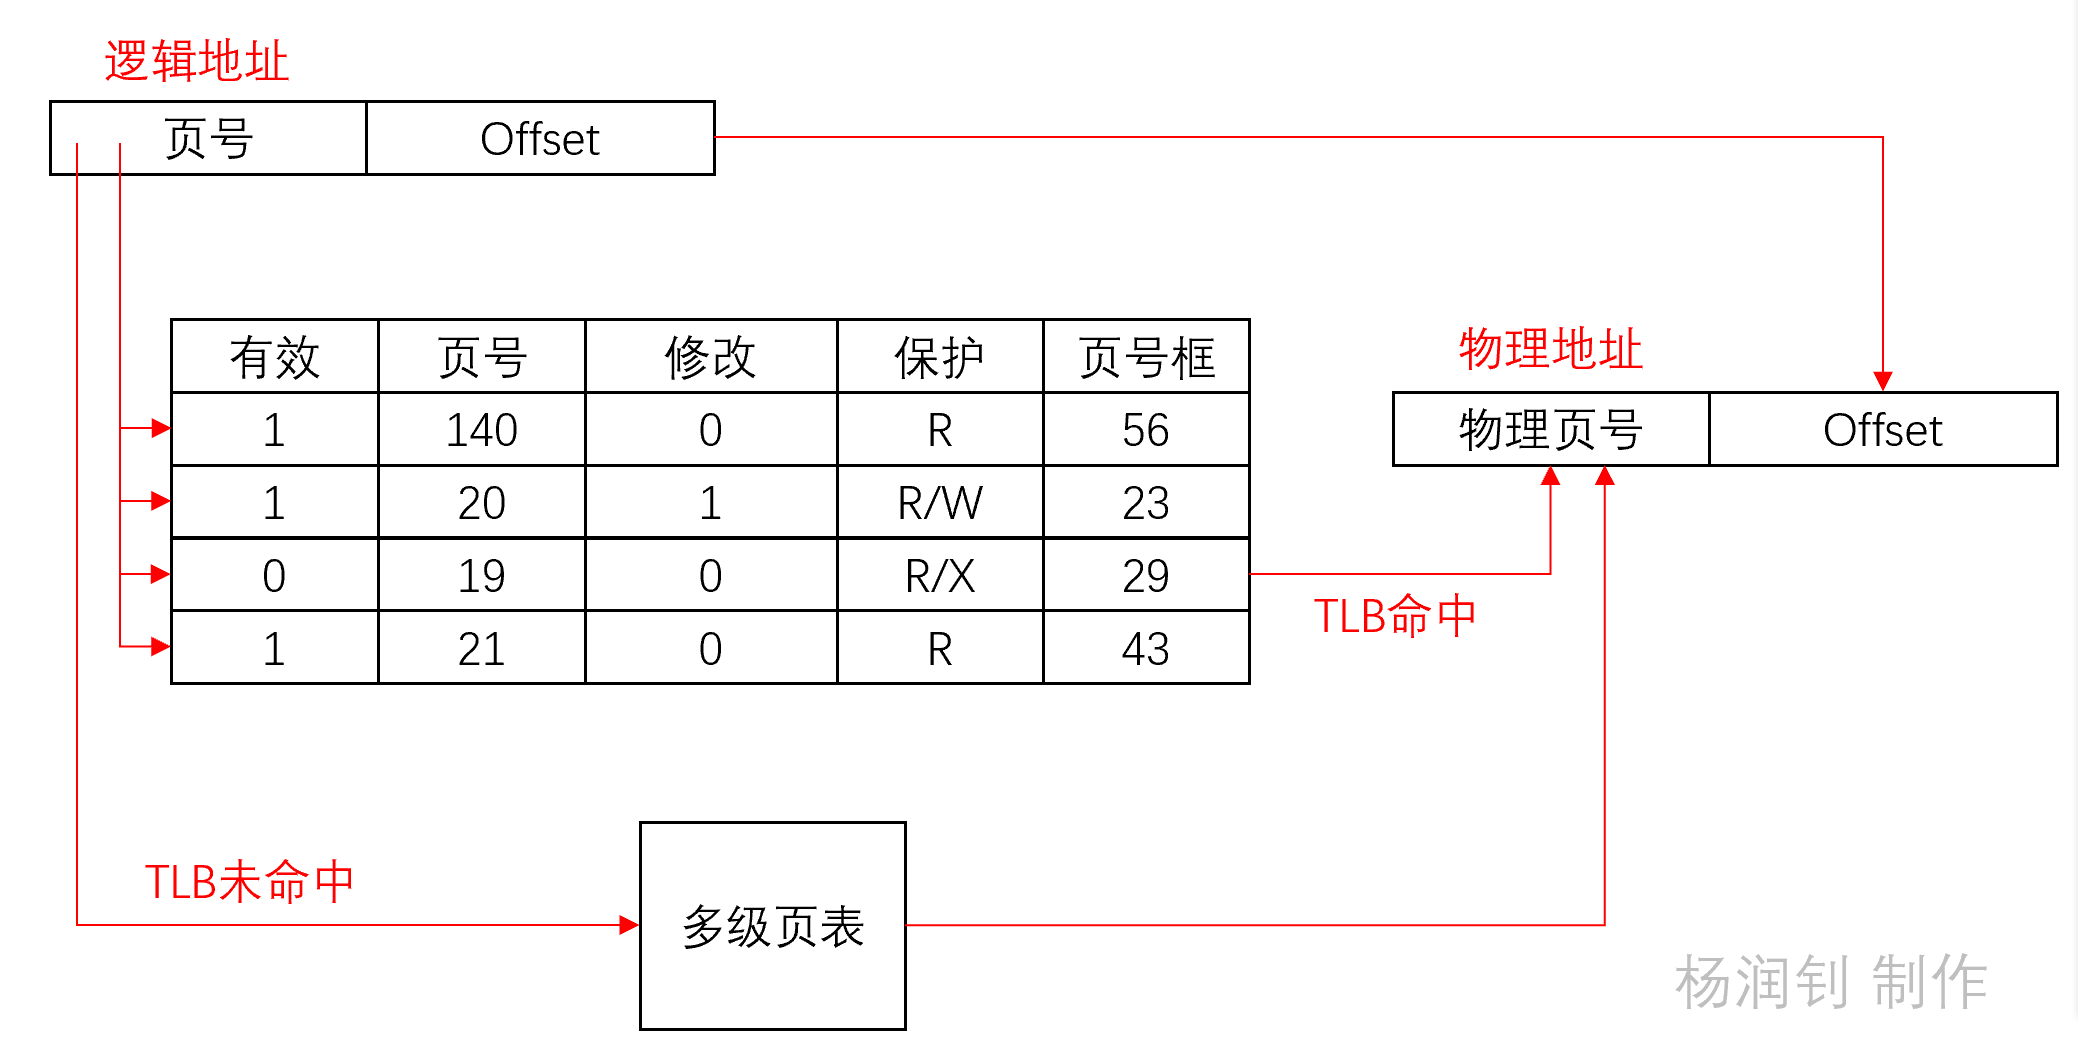 逻辑地址
页号 Offset
有效 页号 修改 保护 页号框
物理地址
1 140 0 R 56
物理页号 Offset
1 20 1 R/W 23
0 19 0 R/X 29
TLB命中
1 21 0 R 43
TLB未命中
多级页表
杨润钊 制作